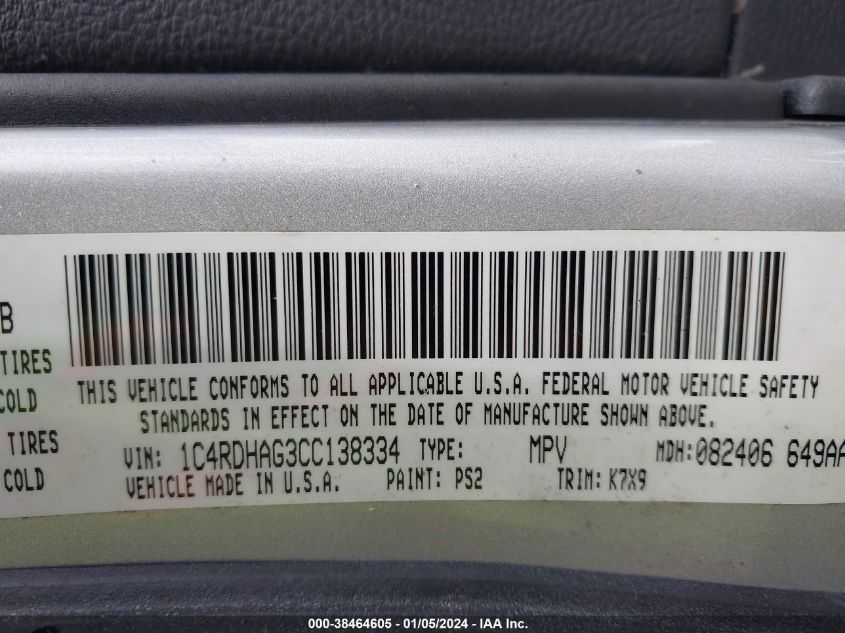 B
TIRES
COLD
TIRES
COLD
THIS VEHICLE CONFORMS TO ALL APPLICABLE U.S.A. FEDERAL MOTOR VEHICLE SAFETY
STANDARDS IN EFFECT ON THE DATE OF MANUFACTURE SHOWN ABOVE.
VIN: 1C4RDHAG3CC138334 TYPE: MPV MDH:082406 649AA
VEHICLE MADE IN U.S.A. PAINT: PS2 TRIM: K7X9
000-38464605 - 01/05/2024 - IAA Inc.